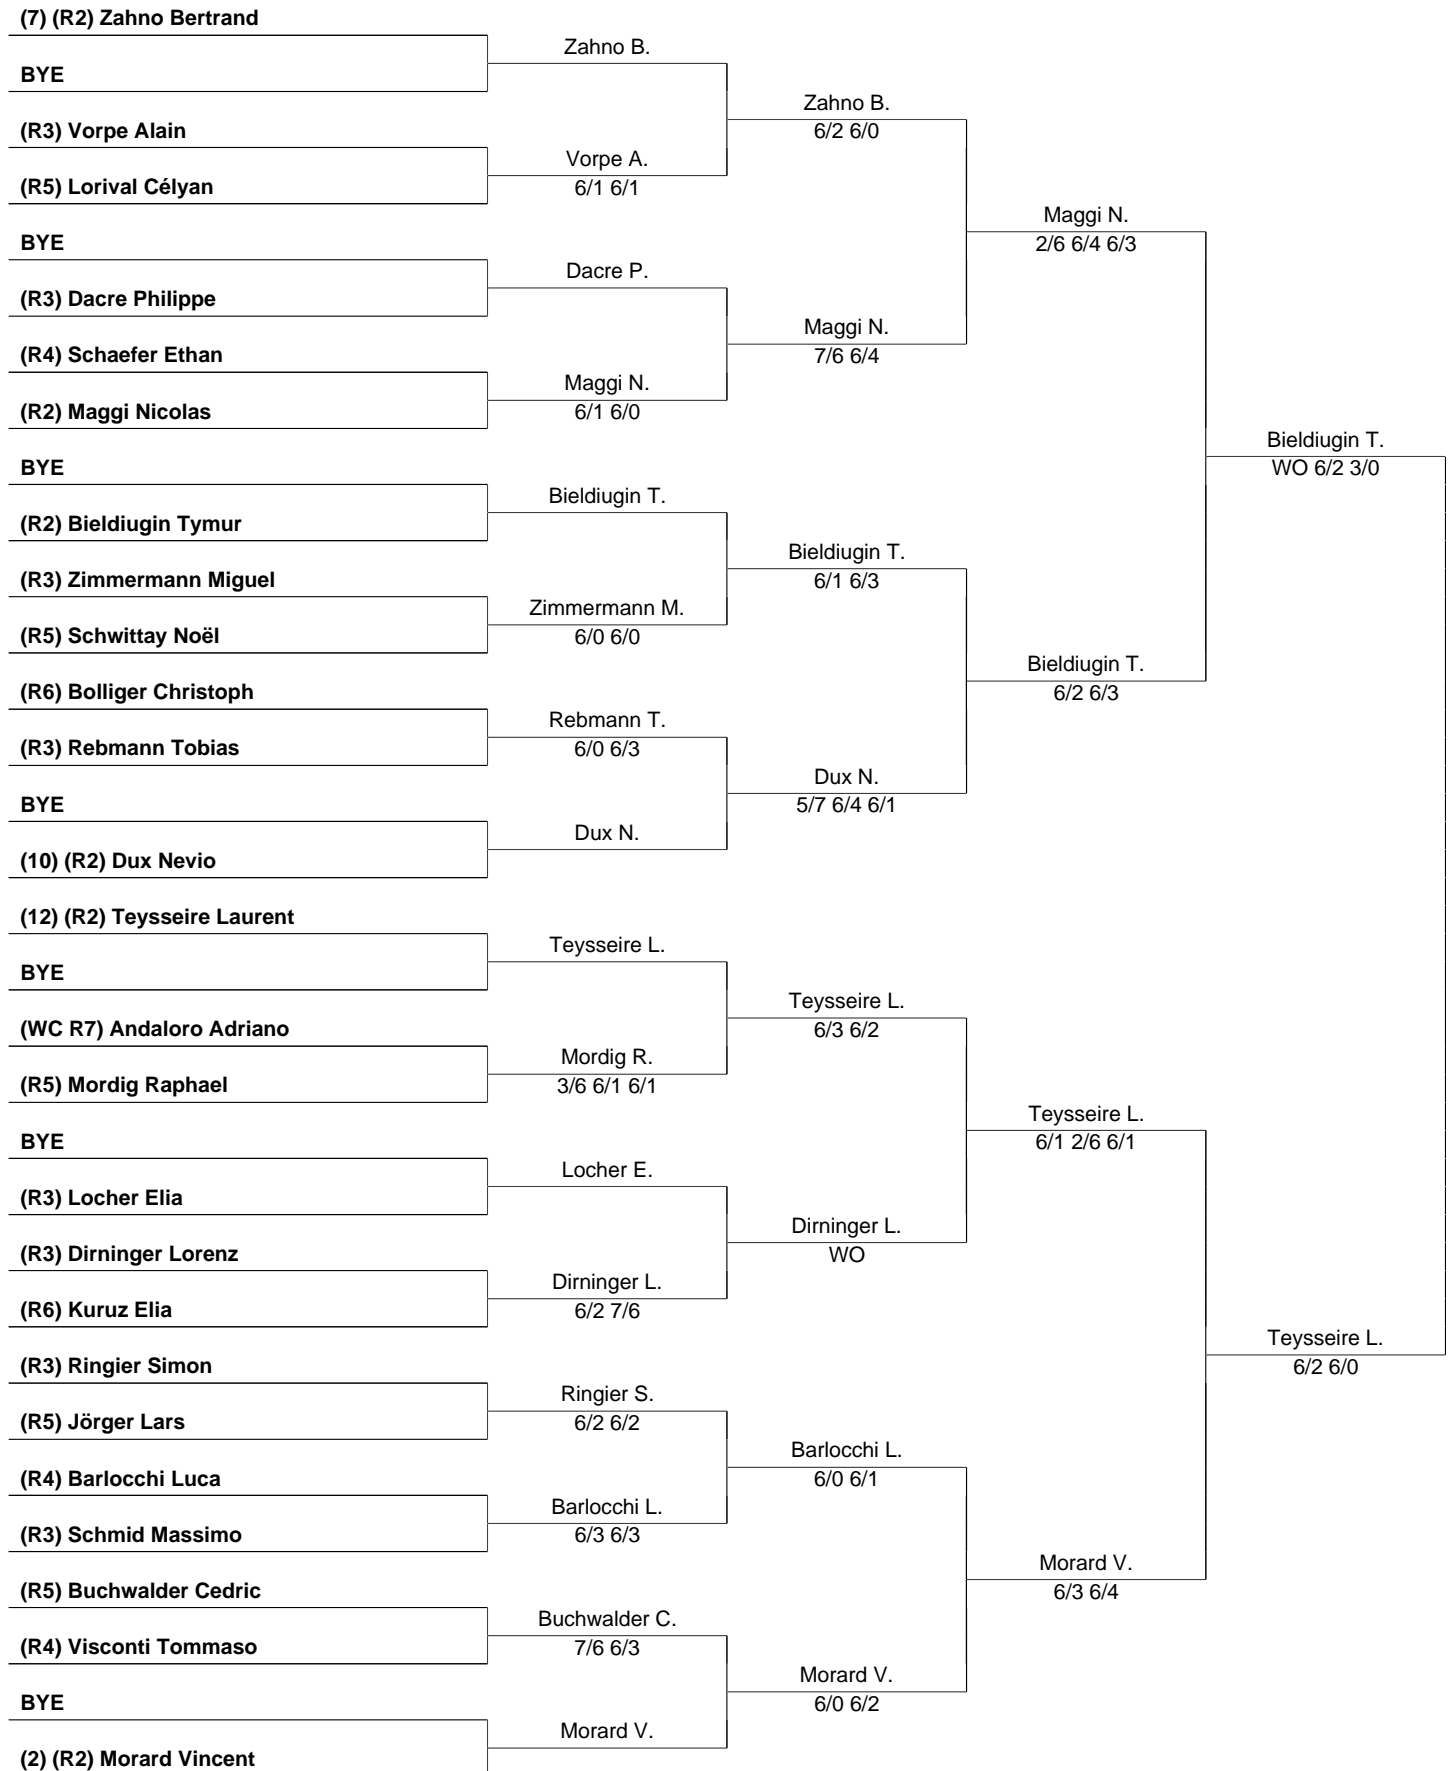 (7) (R2) Zahno Bertrand
BYE
(R3) Vorpe Alain
(R5) Lorival Célyan
BYE
(R3) Dacre Philippe
(R4) Schaefer Ethan
(R2) Maggi Nicolas
BYE
(R2) Bieldiugin Tymur
(R3) Zimmermann Miguel
(R5) Schwittay Noël
(R6) Bolliger Christoph
(R3) Rebmann Tobias
BYE
(10) (R2) Dux Nevio
(12) (R2) Teysseire Laurent
BYE
(WC R7) Andaloro Adriano
(R5) Mordig Raphael
BYE
(R3) Locher Elia
(R3) Dirninger Lorenz
(R6) Kuruz Elia
(R3) Ringier Simon
(R5) Jörger Lars
(R4) Barlocchi Luca
(R3) Schmid Massimo
(R5) Buchwalder Cedric
(R4) Visconti Tommaso
BYE
(2) (R2) Morard Vincent
Zahno B.
Vorpe A.
6/1 6/1
Dacre P.
Maggi N.
6/1 6/0
Bieldiugin T.
Zimmermann M.
6/0 6/0
Rebmann T.
6/0 6/3
Dux N.
Teysseire L.
Mordig R.
3/6 6/1 6/1
Locher E.
Dirninger L.
6/2 7/6
Ringier S.
6/2 6/2
Barlocchi L.
6/3 6/3
Buchwalder C.
7/6 6/3
Morard V.
Zahno B.
6/2 6/0
Maggi N.
7/6 6/4
Bieldiugin T.
6/1 6/3
Dux N.
5/7 6/4 6/1
Teysseire L.
6/3 6/2
Dirninger L.
WO
Barlocchi L.
6/0 6/1
Morard V.
6/0 6/2
Maggi N.
2/6 6/4 6/3
Bieldiugin T.
6/2 6/3
Teysseire L.
6/1 2/6 6/1
Morard V.
6/3 6/4
Bieldiugin T.
WO 6/2 3/0
Teysseire L.
6/2 6/0